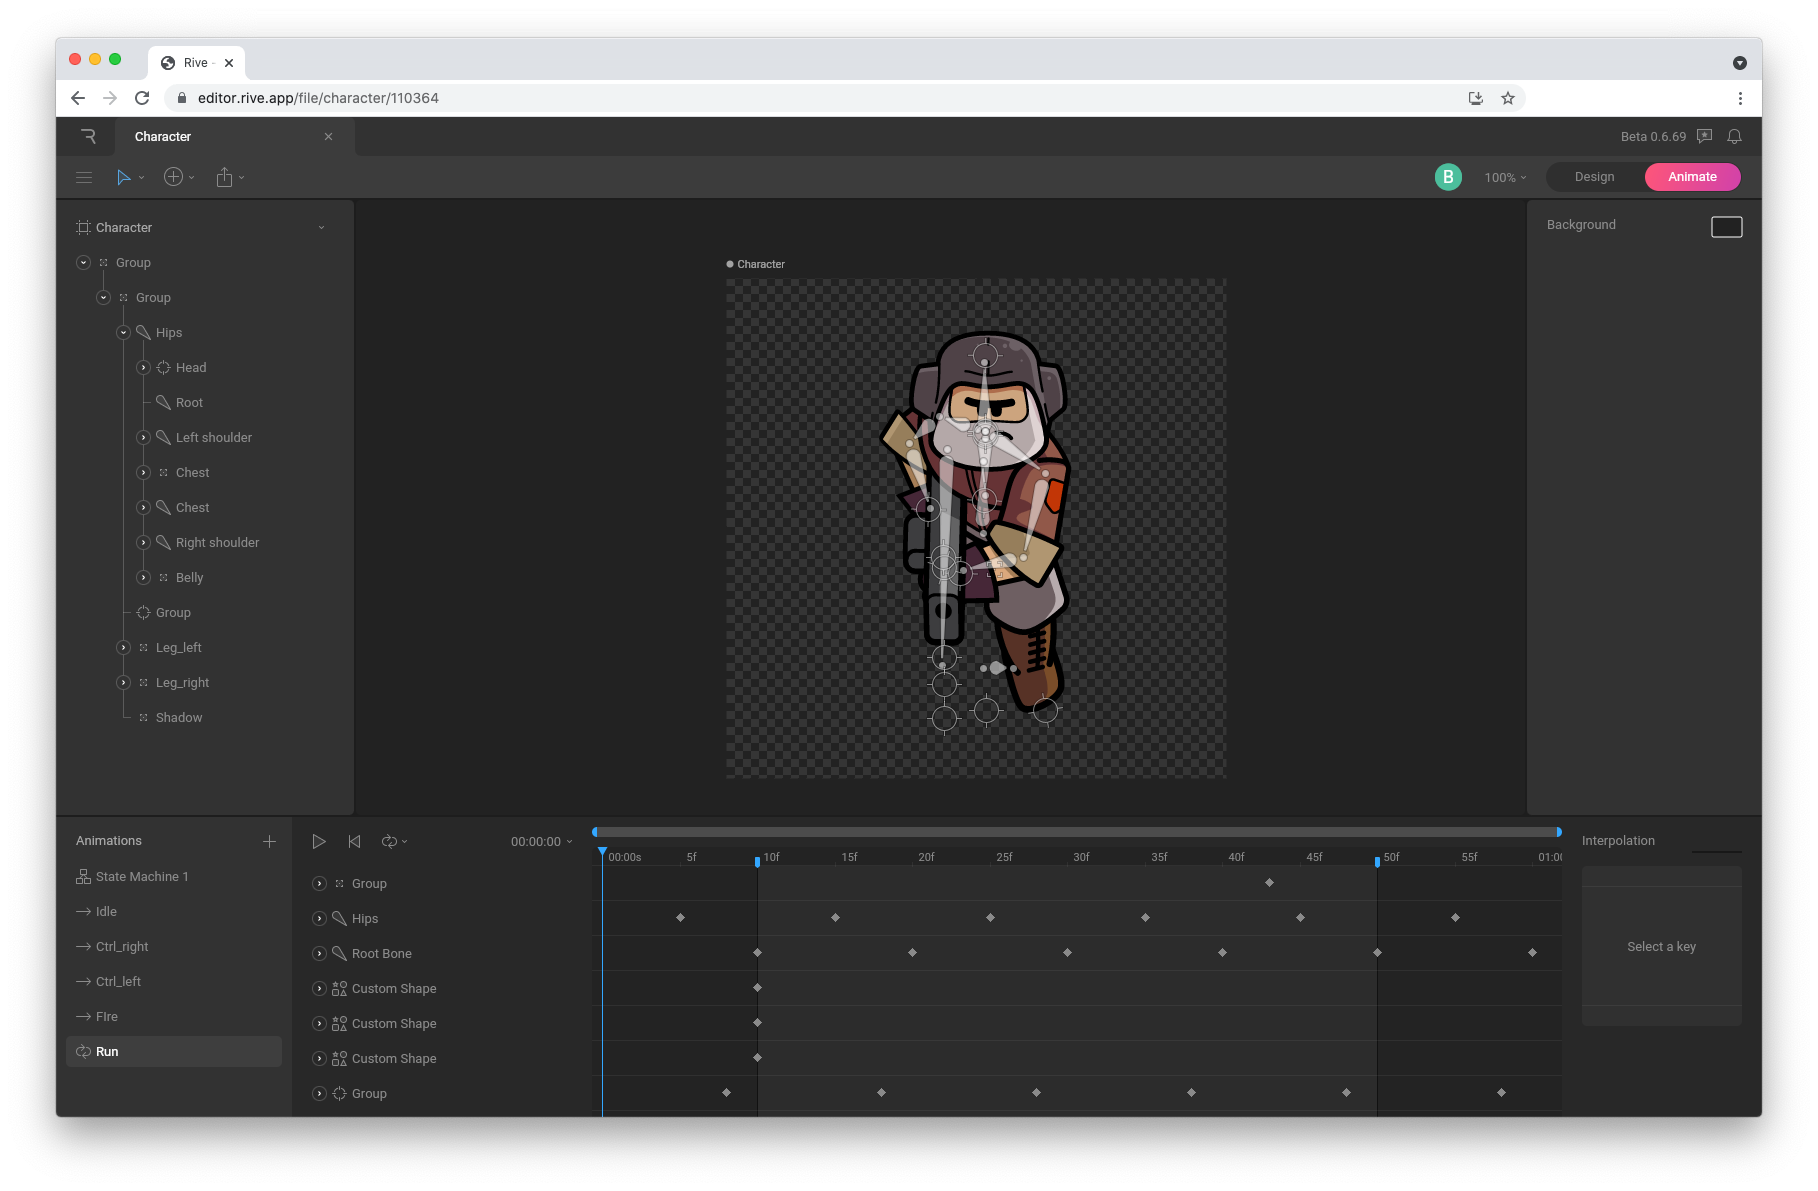 Rive -
editor.rive.app/file/character/110364
Character
Beta 0.6.69
B
100%
Design
Animate
Character
Group
Group
Hips
Head
Root
Left shoulder
Chest
Chest
Right shoulder
Belly
Group
Leg_left
Leg_right
Shadow
Character
Background
Animations
State Machine 1
Idle
Ctrl_right
Ctrl_left
FIre
Run
00:00:00
00:00s 5f 10f 15f 20f 25f 30f 35f 40f 45f 50f 55f 01:00
Group
Hips
Root Bone
Custom Shape
Custom Shape
Custom Shape
Group
Interpolation
Select a key